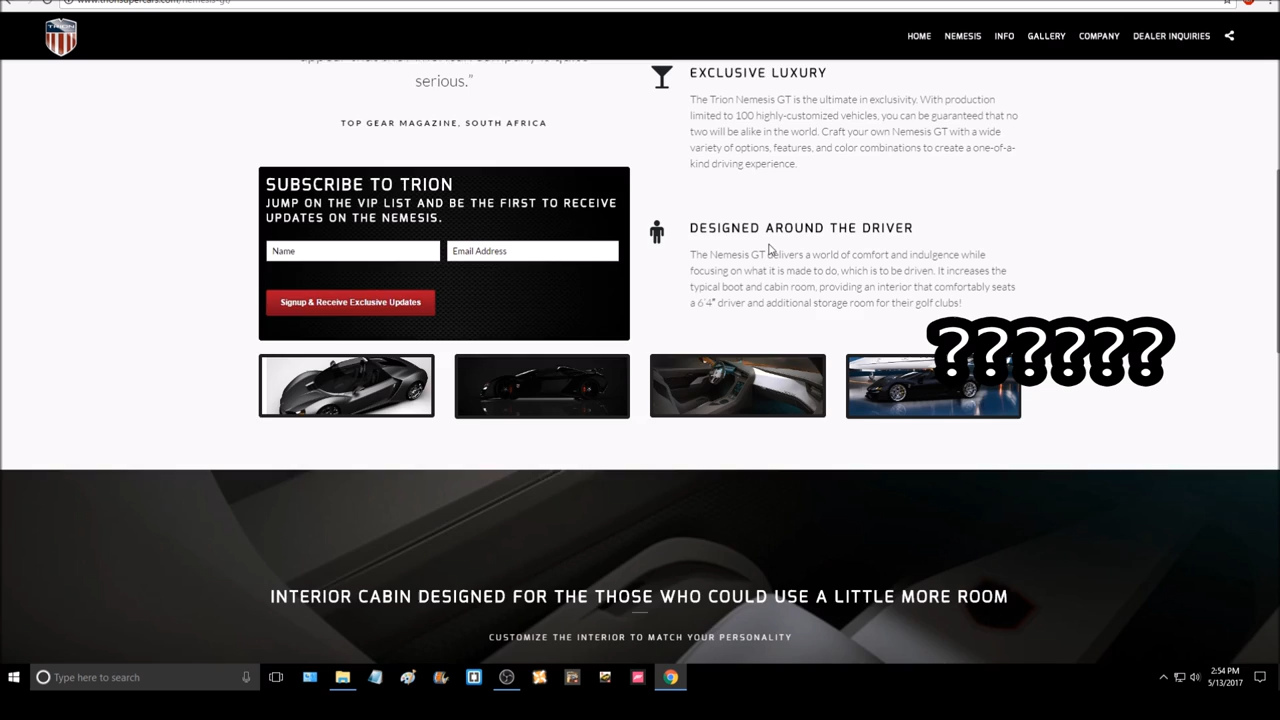 www.trionsupercars.com/nemesis-gt/
TRION
HOME NEMESIS INFO GALLERY COMPANY DEALER INQUIRIES
serious."
TOP GEAR MAGAZINE, SOUTH AFRICA
SUBSCRIBE TO TRION
JUMP ON THE VIP LIST AND BE THE FIRST TO RECEIVE
UPDATES ON THE NEMESIS.
Name Email Address
Signup & Receive Exclusive Updates
EXCLUSIVE LUXURY
The Trion Nemesis GT is the ultimate in exclusivity. With production
limited to 100 highly-customized vehicles, you can be guaranteed that no
two will be alike in the world. Craft your own Nemesis GT with a wide
variety of options, features, and color combinations to create a one-of-a-
kind driving experience.
DESIGNED AROUND THE DRIVER
The Nemesis GT delivers a world of comfort and indulgence while
focusing on what it is made to do, which is to be driven. It increases the
typical boot and cabin room, providing an interior that comfortably seats
a 6'4" driver and additional storage room for their golf clubs!
??????
INTERIOR CABIN DESIGNED FOR THE THOSE WHO COULD USE A LITTLE MORE ROOM
CUSTOMIZE THE INTERIOR TO MATCH YOUR PERSONALITY
Type here to search
2:54 PM
5/13/2017